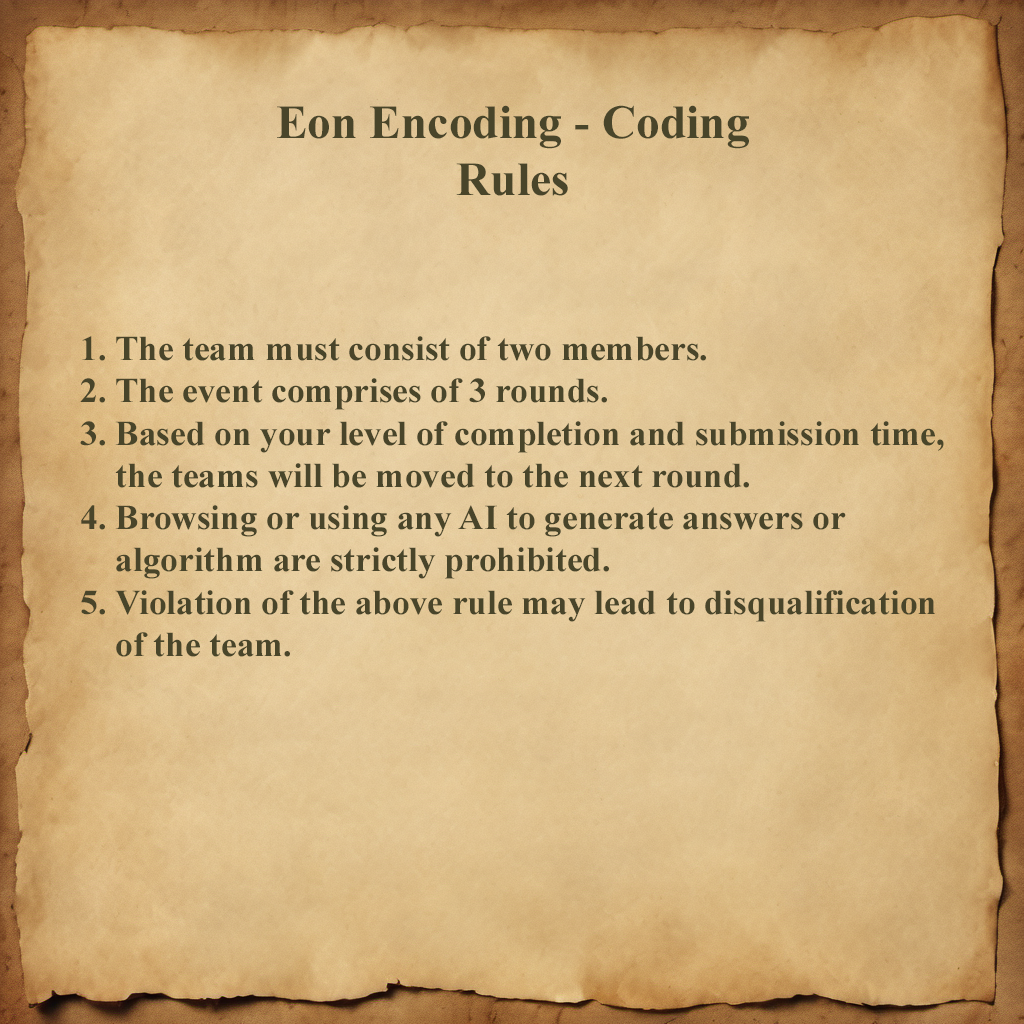 Eon Encoding - Coding
Rules
1. The team must consist of two members.
2. The event comprises of 3 rounds.
3. Based on your level of completion and submission time,
the teams will be moved to the next round.
4. Browsing or using any AI to generate answers or
algorithm are strictly prohibited.
5. Violation of the above rule may lead to disqualification
of the team.